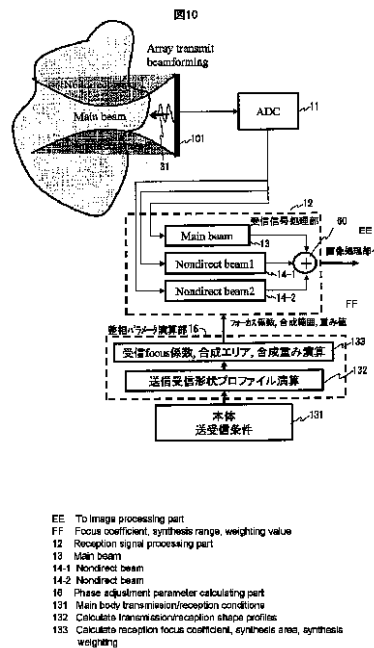 図10
Array transmit
beamforming
Nondirect beam
Main beam
31
101
ADC
11
12
受信信号処理部
60
EE
Main beam
13
画像処理部へ
Nondirect beam1
14-1
Nondirect beam2
14-2
FF
フォーカス係数, 合成範囲, 重み値
整相パラメータ演算部 16
受信focus係数, 合成エリア, 合成重み演算
133
送信受信形状プロファイル演算
132
本体
送受信条件
131
EE To image processing part
FF Focus coefficient, synthesis range, weighting value
12 Reception signal processing part
13 Main beam
14-1 Nondirect beam
14-2 Nondirect beam
16 Phase adjustment parameter calculating part
131 Main body transmission/reception conditions
132 Calculate transmission/reception shape profiles
133 Calculate reception focus coefficient, synthesis area, synthesis
weighting